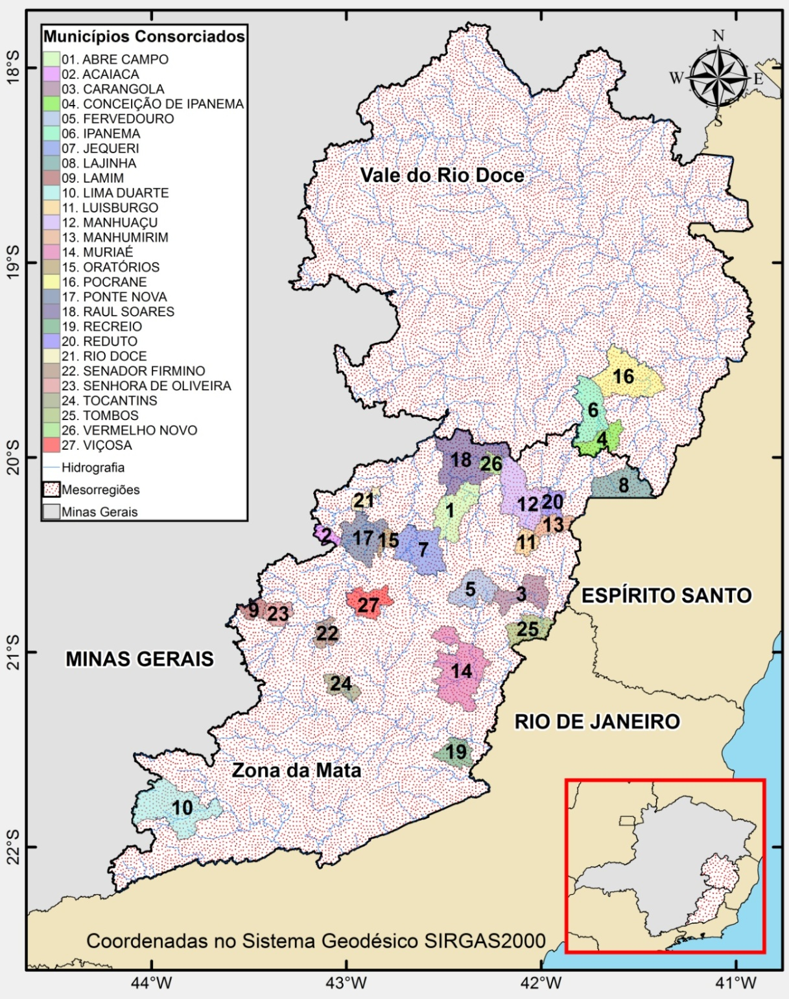 Municípios Consorciados
01. ABRE CAMPO
02. ACAIACA
03. CARANGOLA
04. CONCEIÇÃO DE IPANEMA
05. FERVEDOURO
06. IPANEMA
07. JEQUERI
08. LAJINHA
09. LAMIM
10. LIMA DUARTE
11. LUISBURGO
12. MANHUAÇU
13. MANHUMIRIM
14. MURIAÉ
15. ORATÓRIOS
16. POCRANE
17. PONTE NOVA
18. RAUL SOARES
19. RECREIO
20. REDUTO
21. RIO DOCE
22. SENADOR FIRMINO
23. SENHORA DE OLIVEIRA
24. TOCANTINS
25. TOMBOS
26. VERMELHO NOVO
27. VIÇOSA
Hidrografia
Mesorregiões
Minas Gerais
N
W E
S
18°S
19°S
20°S
21°S
22°S
Vale do Rio Doce
16
6
4
18
26
8
21
1
12
20
2
17
15
7
11
13
5
3
9
23
27
22
25
24
14
19
10
ESPÍRITO SANTO
MINAS GERAIS
RIO DE JANEIRO
Zona da Mata
Coordenadas no Sistema Geodésico SIRGAS2000
44°W
43°W
42°W
41°W